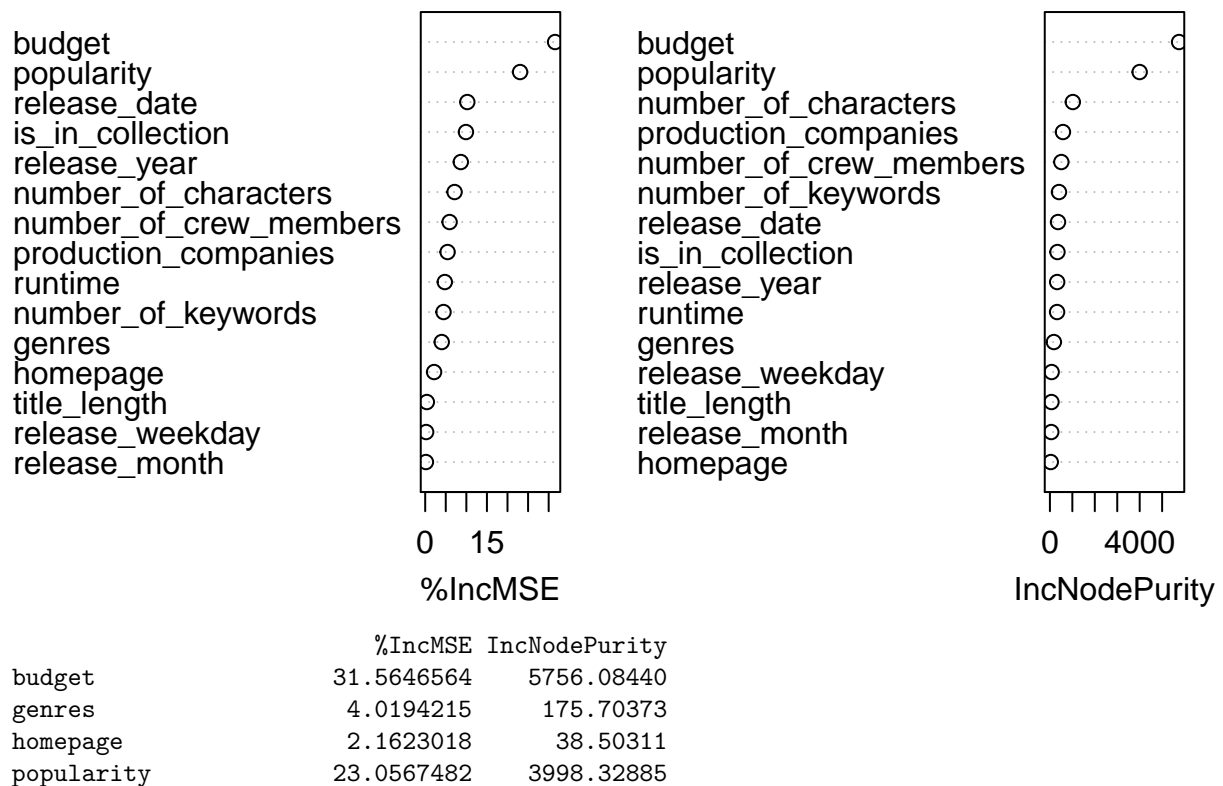 budget
popularity
release_date
is_in_collection
release_year
number_of_characters
number_of_crew_members
production_companies
runtime
number_of_keywords
genres
homepage
title_length
release_weekday
release_month
0 15
%IncMSE
budget
popularity
number_of_characters
production_companies
number_of_crew_members
number_of_keywords
release_date
is_in_collection
release_year
runtime
genres
release_weekday
title_length
release_month
homepage
0 4000
IncNodePurity
%IncMSE IncNodePurity
budget 31.5646564 5756.08440
genres 4.0194215 175.70373
homepage 2.1623018 38.50311
popularity 23.0567482 3998.32885